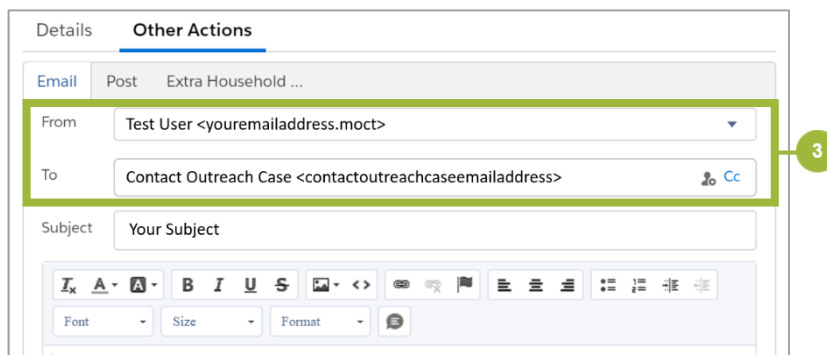 Details Other Actions
Email Post Extra Household ...
From Test User <youremailaddress.moct>
3
To Contact Outreach Case <contactoutreachcaseemailaddress> Cc
Subject Your Subject
B I U S
Font Size Format